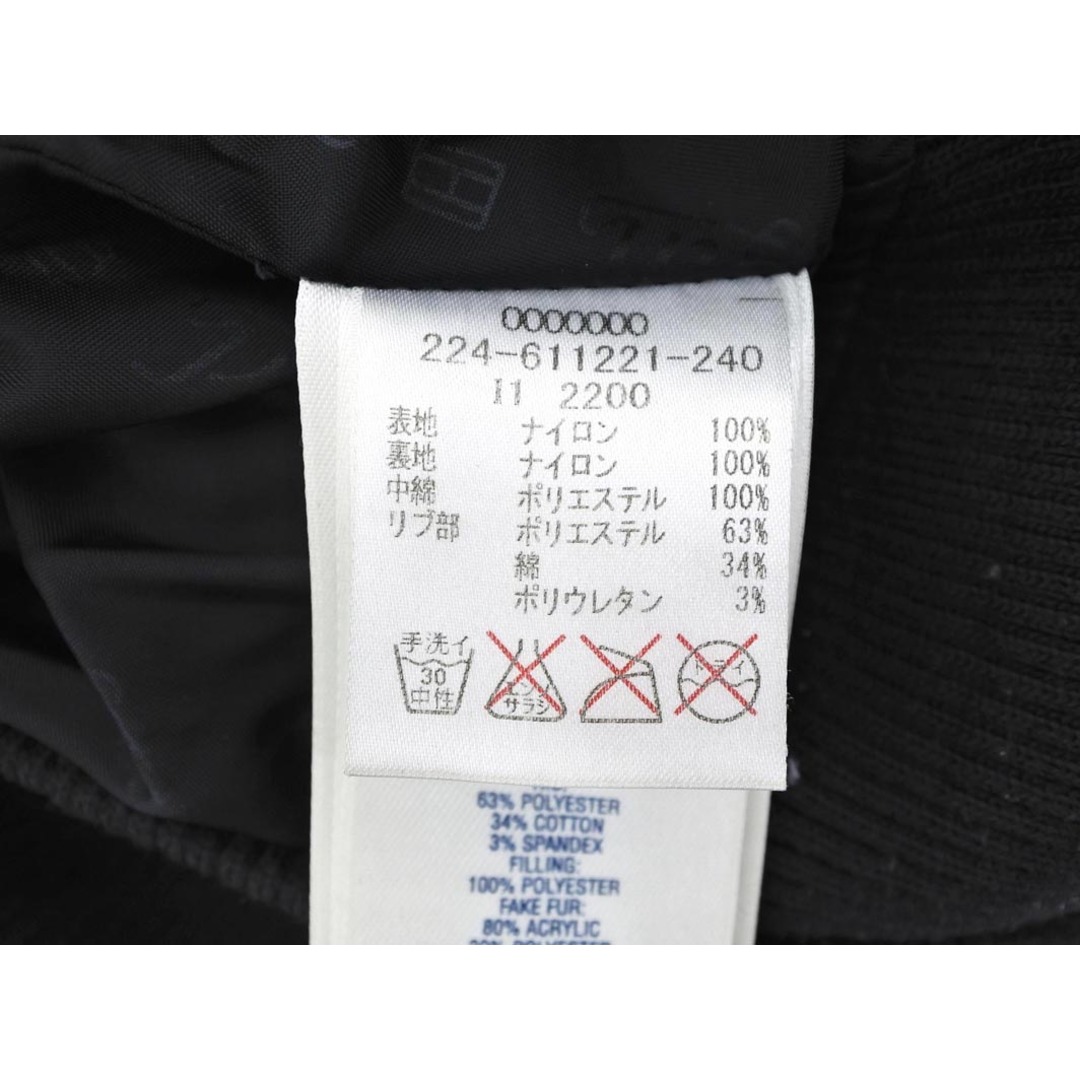 0000000
224-611221-240
I1 2200
表地 ナイロン 100%
裏地 ナイロン 100%
中綿 ポリエステル 100%
リブ部 ポリエステル 63%
綿 34%
ポリウレタン 3%
手洗イ
30
中性
エンソ
サラシ
ドライ
63% POLYESTER
34% COTTON
3% SPANDEX
FILLING:
100% POLYESTER
FAKE FUR:
80% ACRYLIC
20% POLYESTER